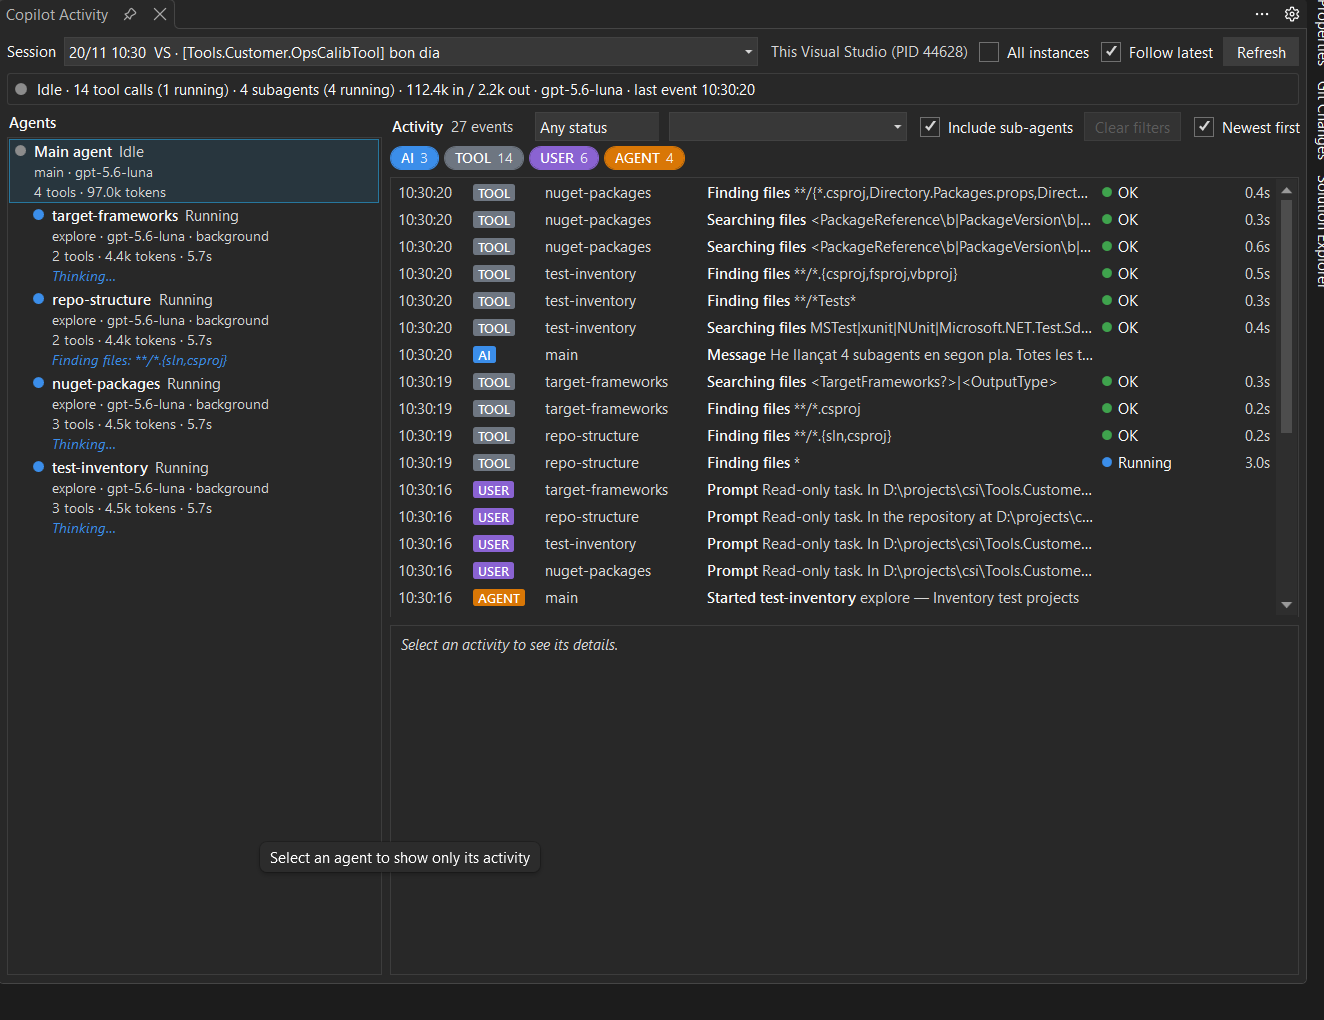 Copilot Activity
Session 20/11 10:30 VS · [Tools.Customer.OpsCalibTool] bon dia This Visual Studio (PID 44628) All instances Follow latest Refresh
Idle · 14 tool calls (1 running) · 4 subagents (4 running) · 112.4k in / 2.2k out · gpt-5.6-luna · last event 10:30:20
Agents
Main agent Idle
main · gpt-5.6-luna
4 tools · 97.0k tokens
target-frameworks Running
explore · gpt-5.6-luna · background
2 tools · 4.4k tokens · 5.7s
Thinking...
repo-structure Running
explore · gpt-5.6-luna · background
2 tools · 4.4k tokens · 5.7s
Finding files: **/*.{sln,csproj}
nuget-packages Running
explore · gpt-5.6-luna · background
3 tools · 4.5k tokens · 5.7s
Thinking...
test-inventory Running
explore · gpt-5.6-luna · background
3 tools · 4.5k tokens · 5.7s
Thinking...
Activity 27 events Any status Include sub-agents Clear filters Newest first
AI 3 TOOL 14 USER 6 AGENT 4
10:30:20 TOOL nuget-packages Finding files **/{*.csproj,Directory.Packages.props,Direct... OK 0.4s
10:30:20 TOOL nuget-packages Searching files <PackageReference\b|PackageVersion\b|... OK 0.3s
10:30:20 TOOL nuget-packages Searching files <PackageReference\b|PackageVersion\b|... OK 0.6s
10:30:20 TOOL test-inventory Finding files **/*.{csproj,fsproj,vbproj} OK 0.5s
10:30:20 TOOL test-inventory Finding files **/*Tests* OK 0.3s
10:30:20 TOOL test-inventory Searching files MSTest|xunit|NUnit|Microsoft.NET.Test.Sd... OK 0.4s
10:30:20 AI main Message He llançat 4 subagents en segon pla. Totes les t...
10:30:19 TOOL target-frameworks Searching files <TargetFrameworks?>|<OutputType> OK 0.3s
10:30:19 TOOL target-frameworks Finding files **/*.csproj OK 0.2s
10:30:19 TOOL repo-structure Finding files **/*.{sln,csproj} OK 0.2s
10:30:19 TOOL repo-structure Finding files * Running 3.0s
10:30:16 USER target-frameworks Prompt Read-only task. In D:\projects\csi\Tools.Custome...
10:30:16 USER repo-structure Prompt Read-only task. In the repository at D:\projects\c...
10:30:16 USER test-inventory Prompt Read-only task. In D:\projects\csi\Tools.Custome...
10:30:16 USER nuget-packages Prompt Read-only task. In D:\projects\csi\Tools.Custome...
10:30:16 AGENT main Started test-inventory explore — Inventory test projects
Select an activity to see its details.
Select an agent to show only its activity
Properties
Git Changes
Solution Explorer